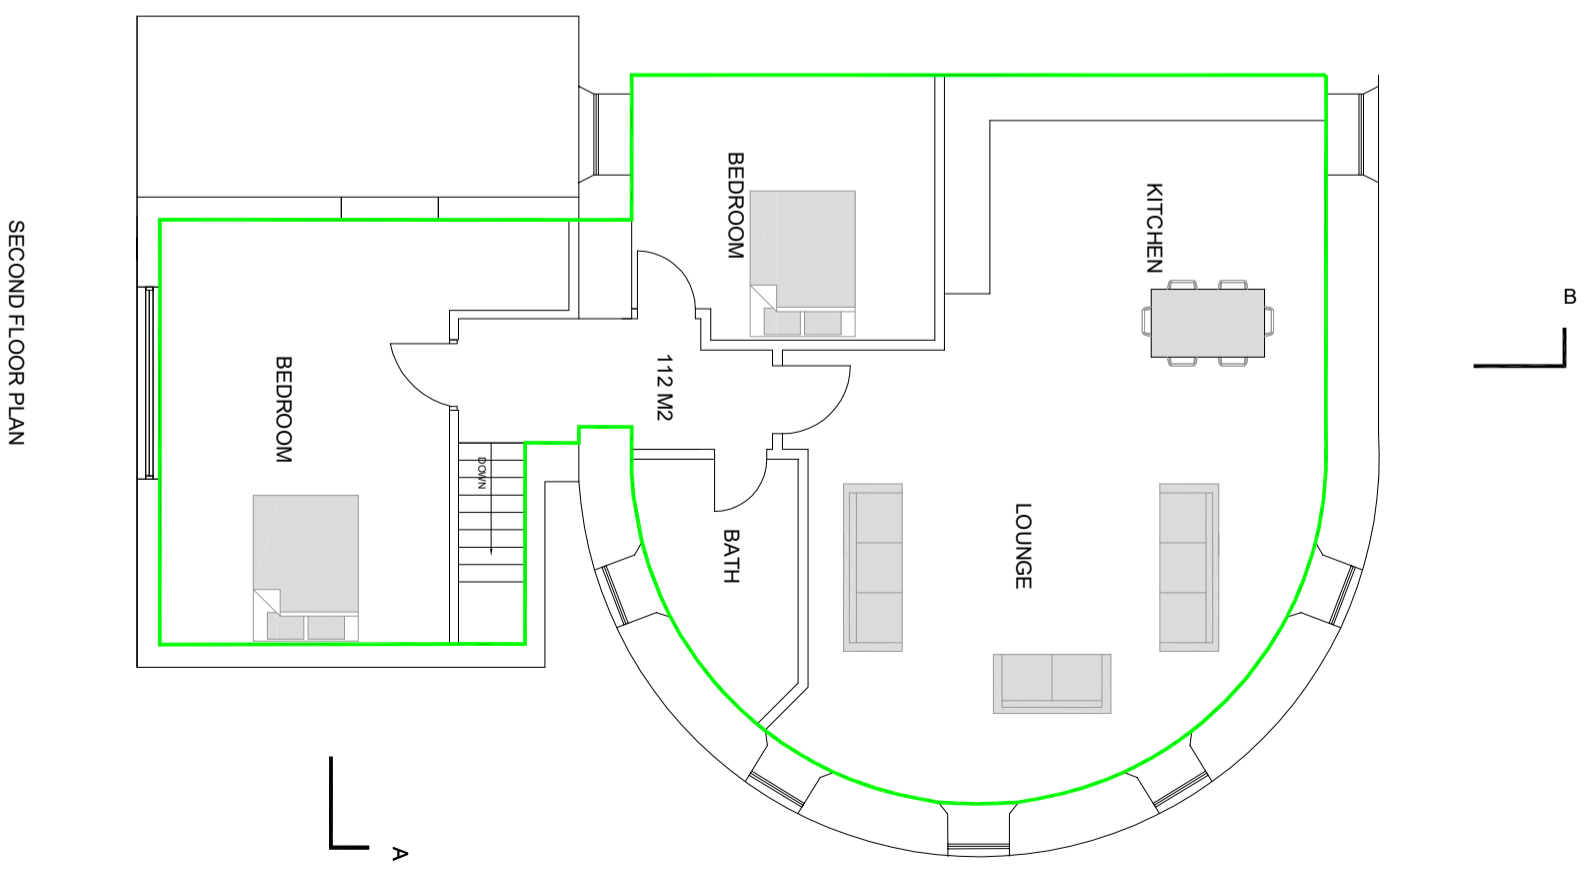 SECOND FLOOR PLAN
BEDROOM
BEDROOM
KITCHEN
112 M2
DOWN
BATH
LOUNGE
B
A